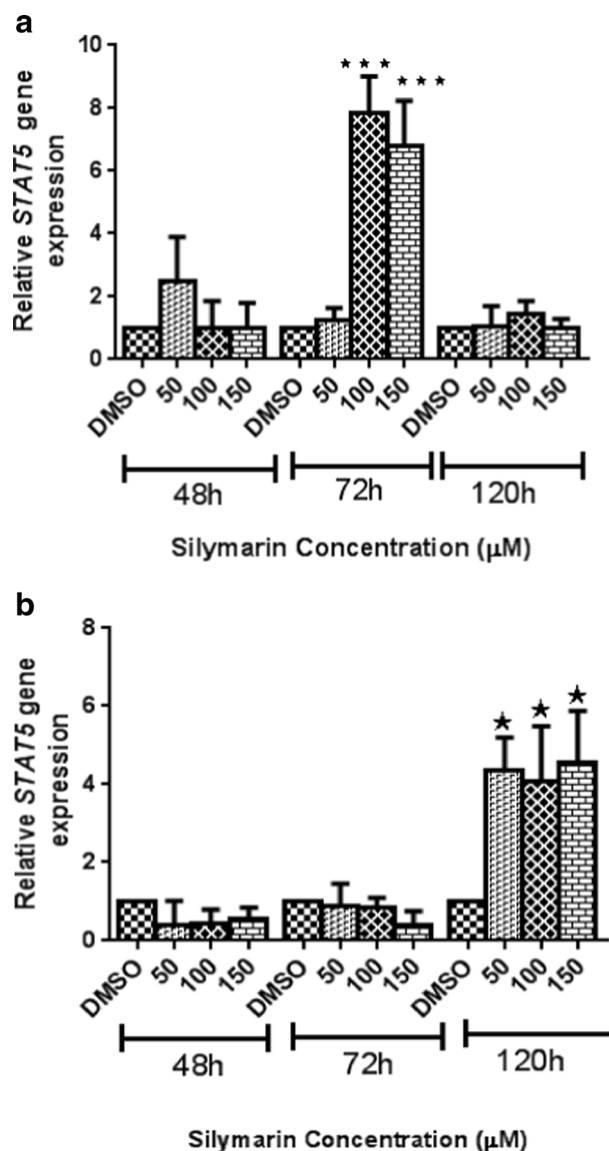 a
Relative STAT5 gene
expression
10
8
6
4
2
0
★ ★ ★
★ ★ ★
DMSO 50 100 150 DMSO 50 100 150 DMSO 50 100 150
48h 72h 120h
Silymarin Concentration (μM)
b
Relative STAT5 gene
expression
8
6
4
2
0
★ ★ ★
DMSO 50 100 150 DMSO 50 100 150 DMSO 50 100 150
48h 72h 120h
Silymarin Concentration (μM)